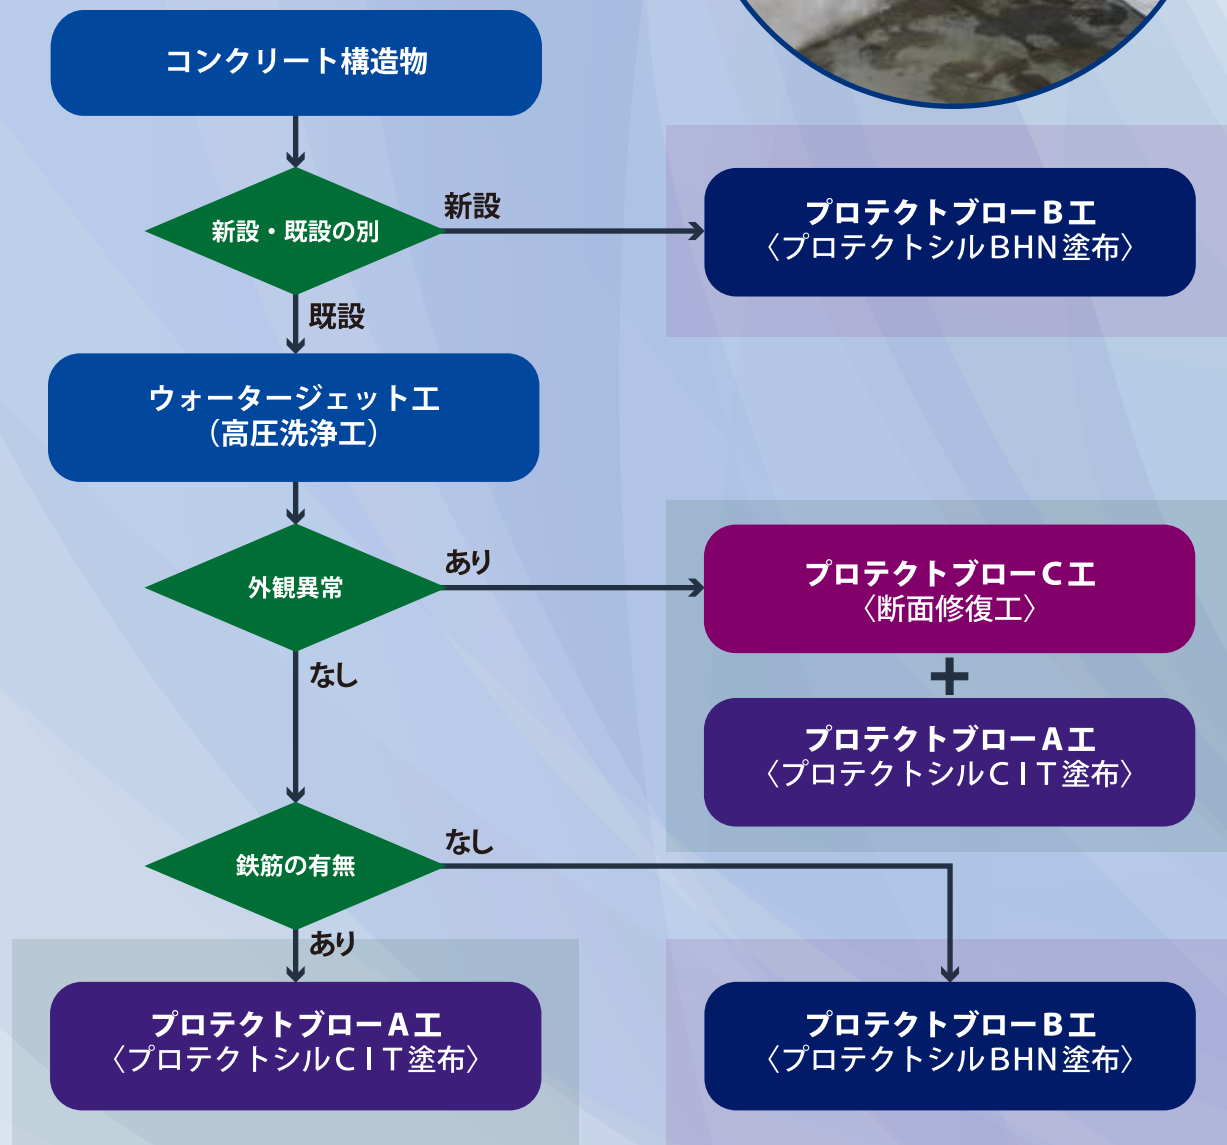 コンクリート構造物
新設・既設の別
新設
プロテクトブローB工
〈プロテクトシルBHN塗布〉
既設
ウォータージェット工
（高圧洗浄工）
外観異常
あり
プロテクトブローC工
〈断面修復工〉
+
プロテクトブローA工
〈プロテクトシルCIT塗布〉
なし
鉄筋の有無
なし
あり
プロテクトブローA工
〈プロテクトシルCIT塗布〉
プロテクトブローB工
〈プロテクトシルBHN塗布〉